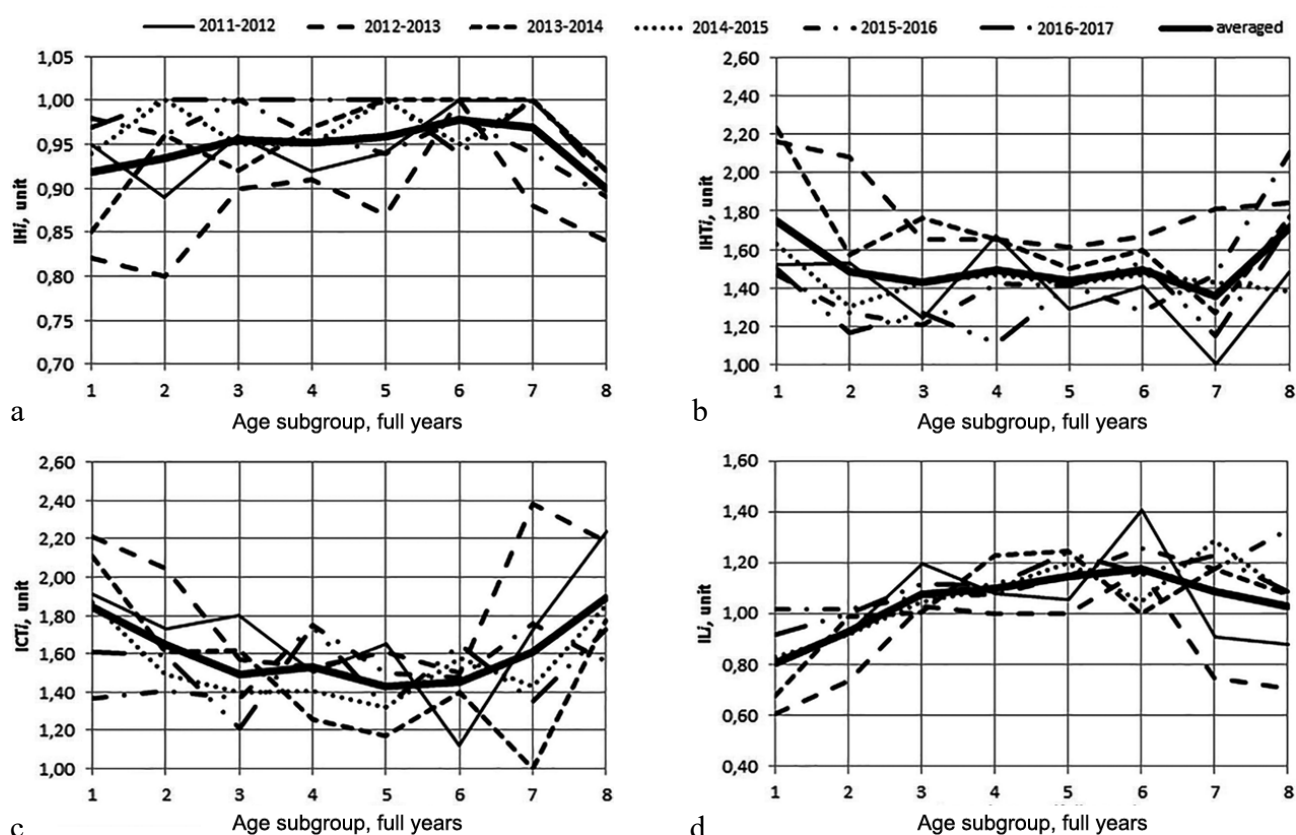 2011-2012 2012-2013 2013-2014 2014-2015 2015-2016 2016-2017 averaged
1,05
1,00
0,95
0,90
0,85
0,80
0,75
0,70
IHi, unit
1 2 3 4 5 6 7 8
Age subgroup, full years
a
2,60
2,40
2,20
2,00
1,80
1,60
1,40
1,20
1,00
IHTi, unit
1 2 3 4 5 6 7 8
Age subgroup, full years
b
2,60
2,40
2,20
2,00
1,80
1,60
1,40
1,20
1,00
ICTi, unit
1 2 3 4 5 6 7 8
Age subgroup, full years
c
1,60
1,40
1,20
1,00
0,80
0,60
0,40
ILi, unit
1 2 3 4 5 6 7 8
Age subgroup, full years
d